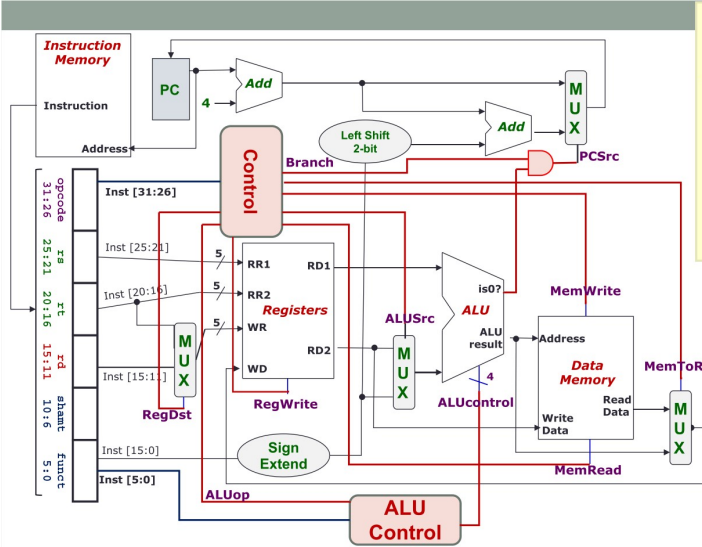 Instruction
Memory
Instruction
Address
PC
4
Add
Add
M
U
X
Left Shift
2-bit
Control
Branch
PCSrc
opcode
31:26
rs
25:21
rt
20:16
rd
15:11
shamt
10:6
funct
5:0
Inst [31:26]
Inst [25:21]
Inst [20:16]
Inst [15:11]
Inst [15:0]
Inst [5:0]
5
5
5
RR1
RR2
WR
WD
RD1
RD2
Registers
M
U
X
RegDst
RegWrite
Sign
Extend
ALUSrc
M
U
X
is0?
ALU
ALU
result
4
ALUcontrol
MemWrite
Address
Data
Memory
Read
Data
Write
Data
MemRead
MemToR
M
U
X
ALUop
ALU
Control